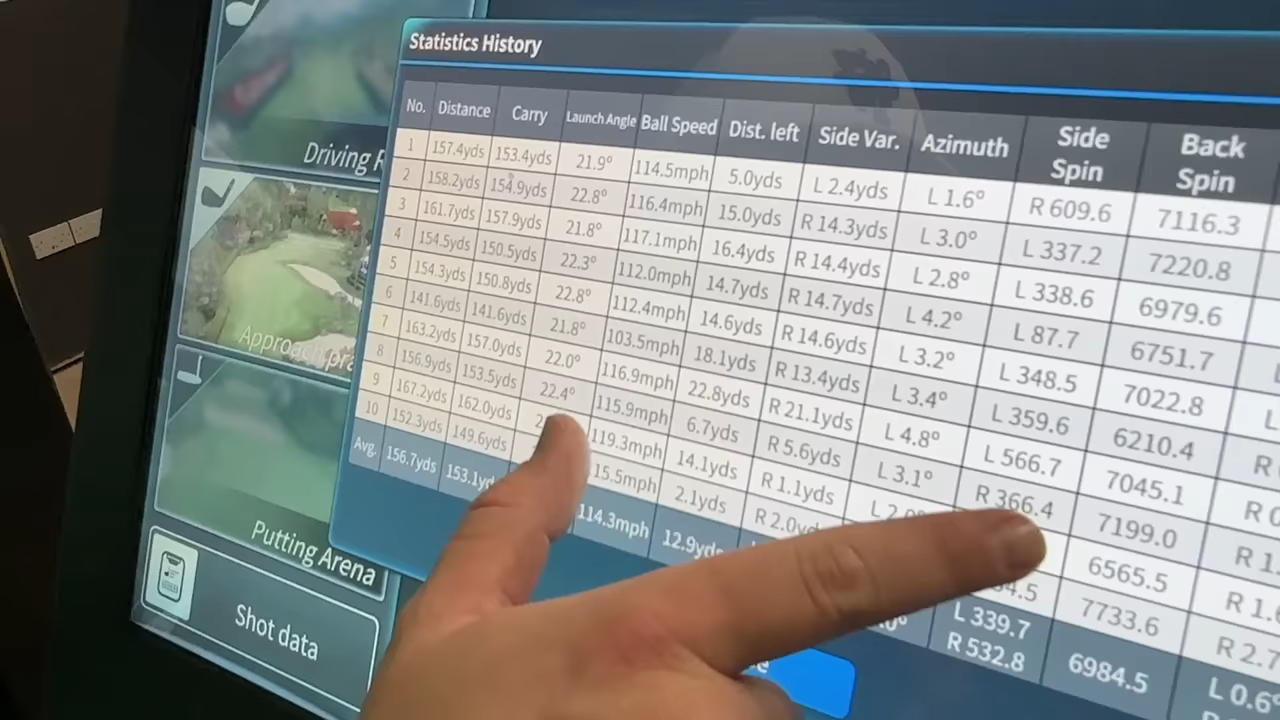 Statistics History
No. Distance Carry Launch Angle Ball Speed Dist. left Side Var. Azimuth Side Spin Back Spin
1 157.4yds 153.4yds 21.9° 114.5mph 5.0yds L 2.4yds L 1.6° R 609.6 7116.3
2 158.2yds 154.9yds 22.8° 116.4mph 15.0yds R 14.3yds L 3.0° L 337.2 7220.8
3 161.7yds 157.9yds 21.8° 117.1mph 16.4yds R 14.4yds L 2.8° L 338.6 6979.6
4 154.5yds 150.5yds 22.3° 112.0mph 14.7yds R 14.7yds L 4.2° L 87.7 6751.7
5 154.3yds 150.8yds 22.8° 112.4mph 14.6yds R 14.6yds L 3.2° L 348.5 7022.8
6 141.6yds 141.6yds 21.8° 103.5mph 18.1yds R 13.4yds L 3.4° L 359.6 6210.4
7 163.2yds 157.0yds 22.0° 116.9mph 22.8yds R 21.1yds L 4.8° L 566.7 7045.1
8 156.9yds 153.5yds 22.4° 115.9mph 6.7yds R 5.6yds L 3.1° R 366.4 7199.0
9 167.2yds 162.0yds 119.3mph 14.1yds R 1.1yds 6565.5
10 152.3yds 149.6yds 15.5mph 2.1yds R 2.0 7733.6
Avg. 156.7yds 153.1yd 114.3mph 12.9yds L 339.7 R 532.8 6984.5 L 0.6°
Driving
Approach pra
Putting Arena
Shot data